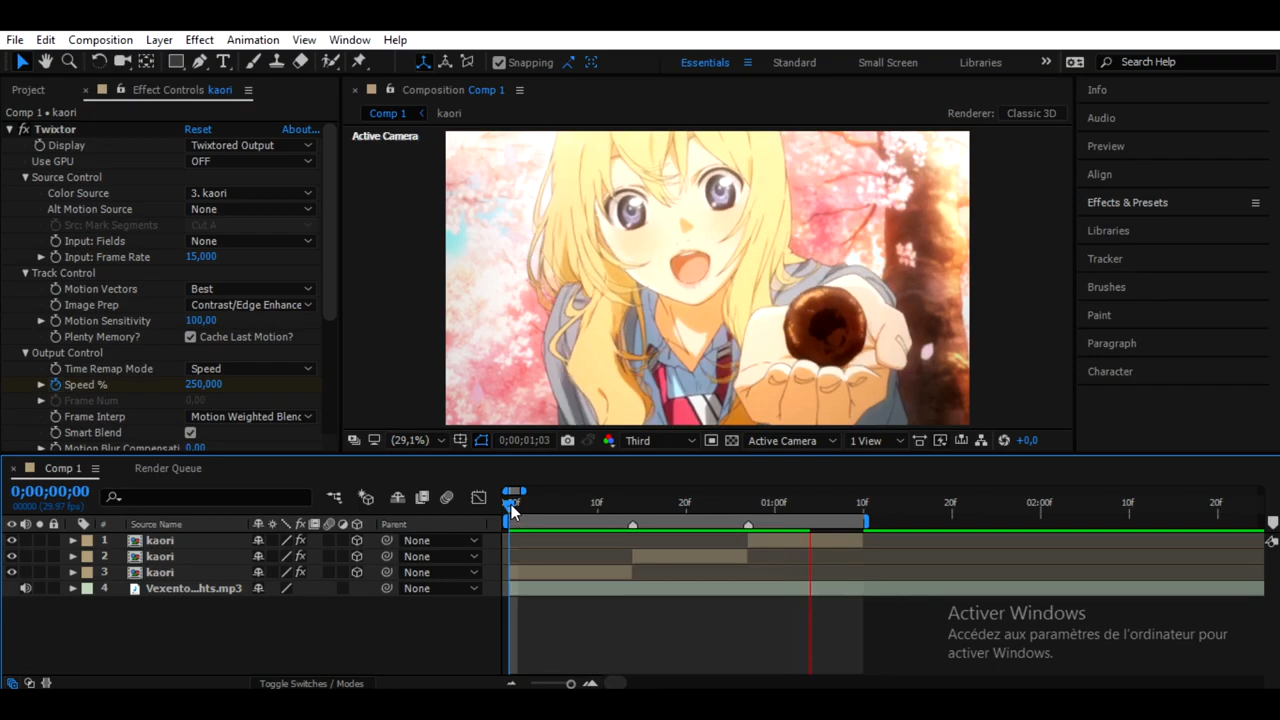 File Edit Composition Layer Effect Animation View Window Help
Snapping Essentials Standard Small Screen Libraries Search Help
Project Effect Controls kaori
Comp 1 • kaori
fx Twixtor Reset About...
Display Twixtored Output
Use GPU OFF
Source Control
Color Source 3. kaori
Alt Motion Source None
Src: Mark Segments Cut A
Input: Fields None
Input: Frame Rate 15,000
Track Control
Motion Vectors Best
Image Prep Contrast/Edge Enhance
Motion Sensitivity 100,00
Plenty Memory? Cache Last Motion?
Output Control
Time Remap Mode Speed
Speed % 250,000
Frame Num 0,00
Frame Interp Motion Weighted Blenc
Smart Blend
Motion Blur Compensati 0,00
Composition Comp 1
Comp 1 kaori Renderer: Classic 3D
Active Camera
(29,1%) 0;00;01;03 Third Active Camera 1 View +0,0
Info
Audio
Preview
Align
Effects & Presets
Libraries
Tracker
Brushes
Paint
Paragraph
Character
Comp 1 Render Queue
0;00;00;00
00000 (29.97 fps)
10f 20f 01:00f 10f 20f 02:00f 10f 20f
# Source Name fx Parent
1 kaori fx None
2 kaori fx None
3 kaori fx None
4 Vexento...hts.mp3 None
Toggle Switches / Modes
Activer Windows
Accédez aux paramètres de l'ordinateur pour
activer Windows.